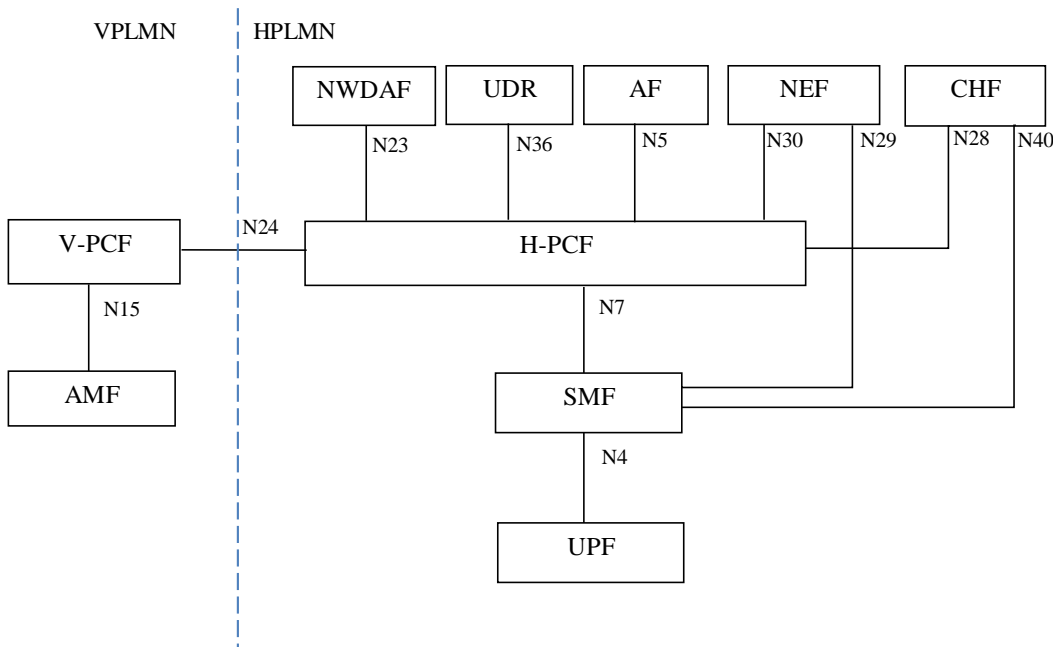 VPLMN
HPLMN
NWDAF
UDR
AF
NEF
CHF
N23
N36
N5
N30
N29
N28
N40
N24
V-PCF
H-PCF
N15
N7
AMF
SMF
N4
UPF